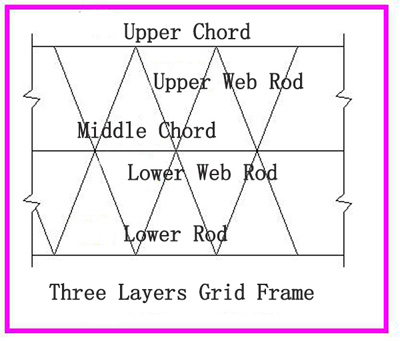 Upper Chord
Upper Web Rod
Middle Chord
Lower Web Rod
Lower Rod
Three Layers Grid Frame